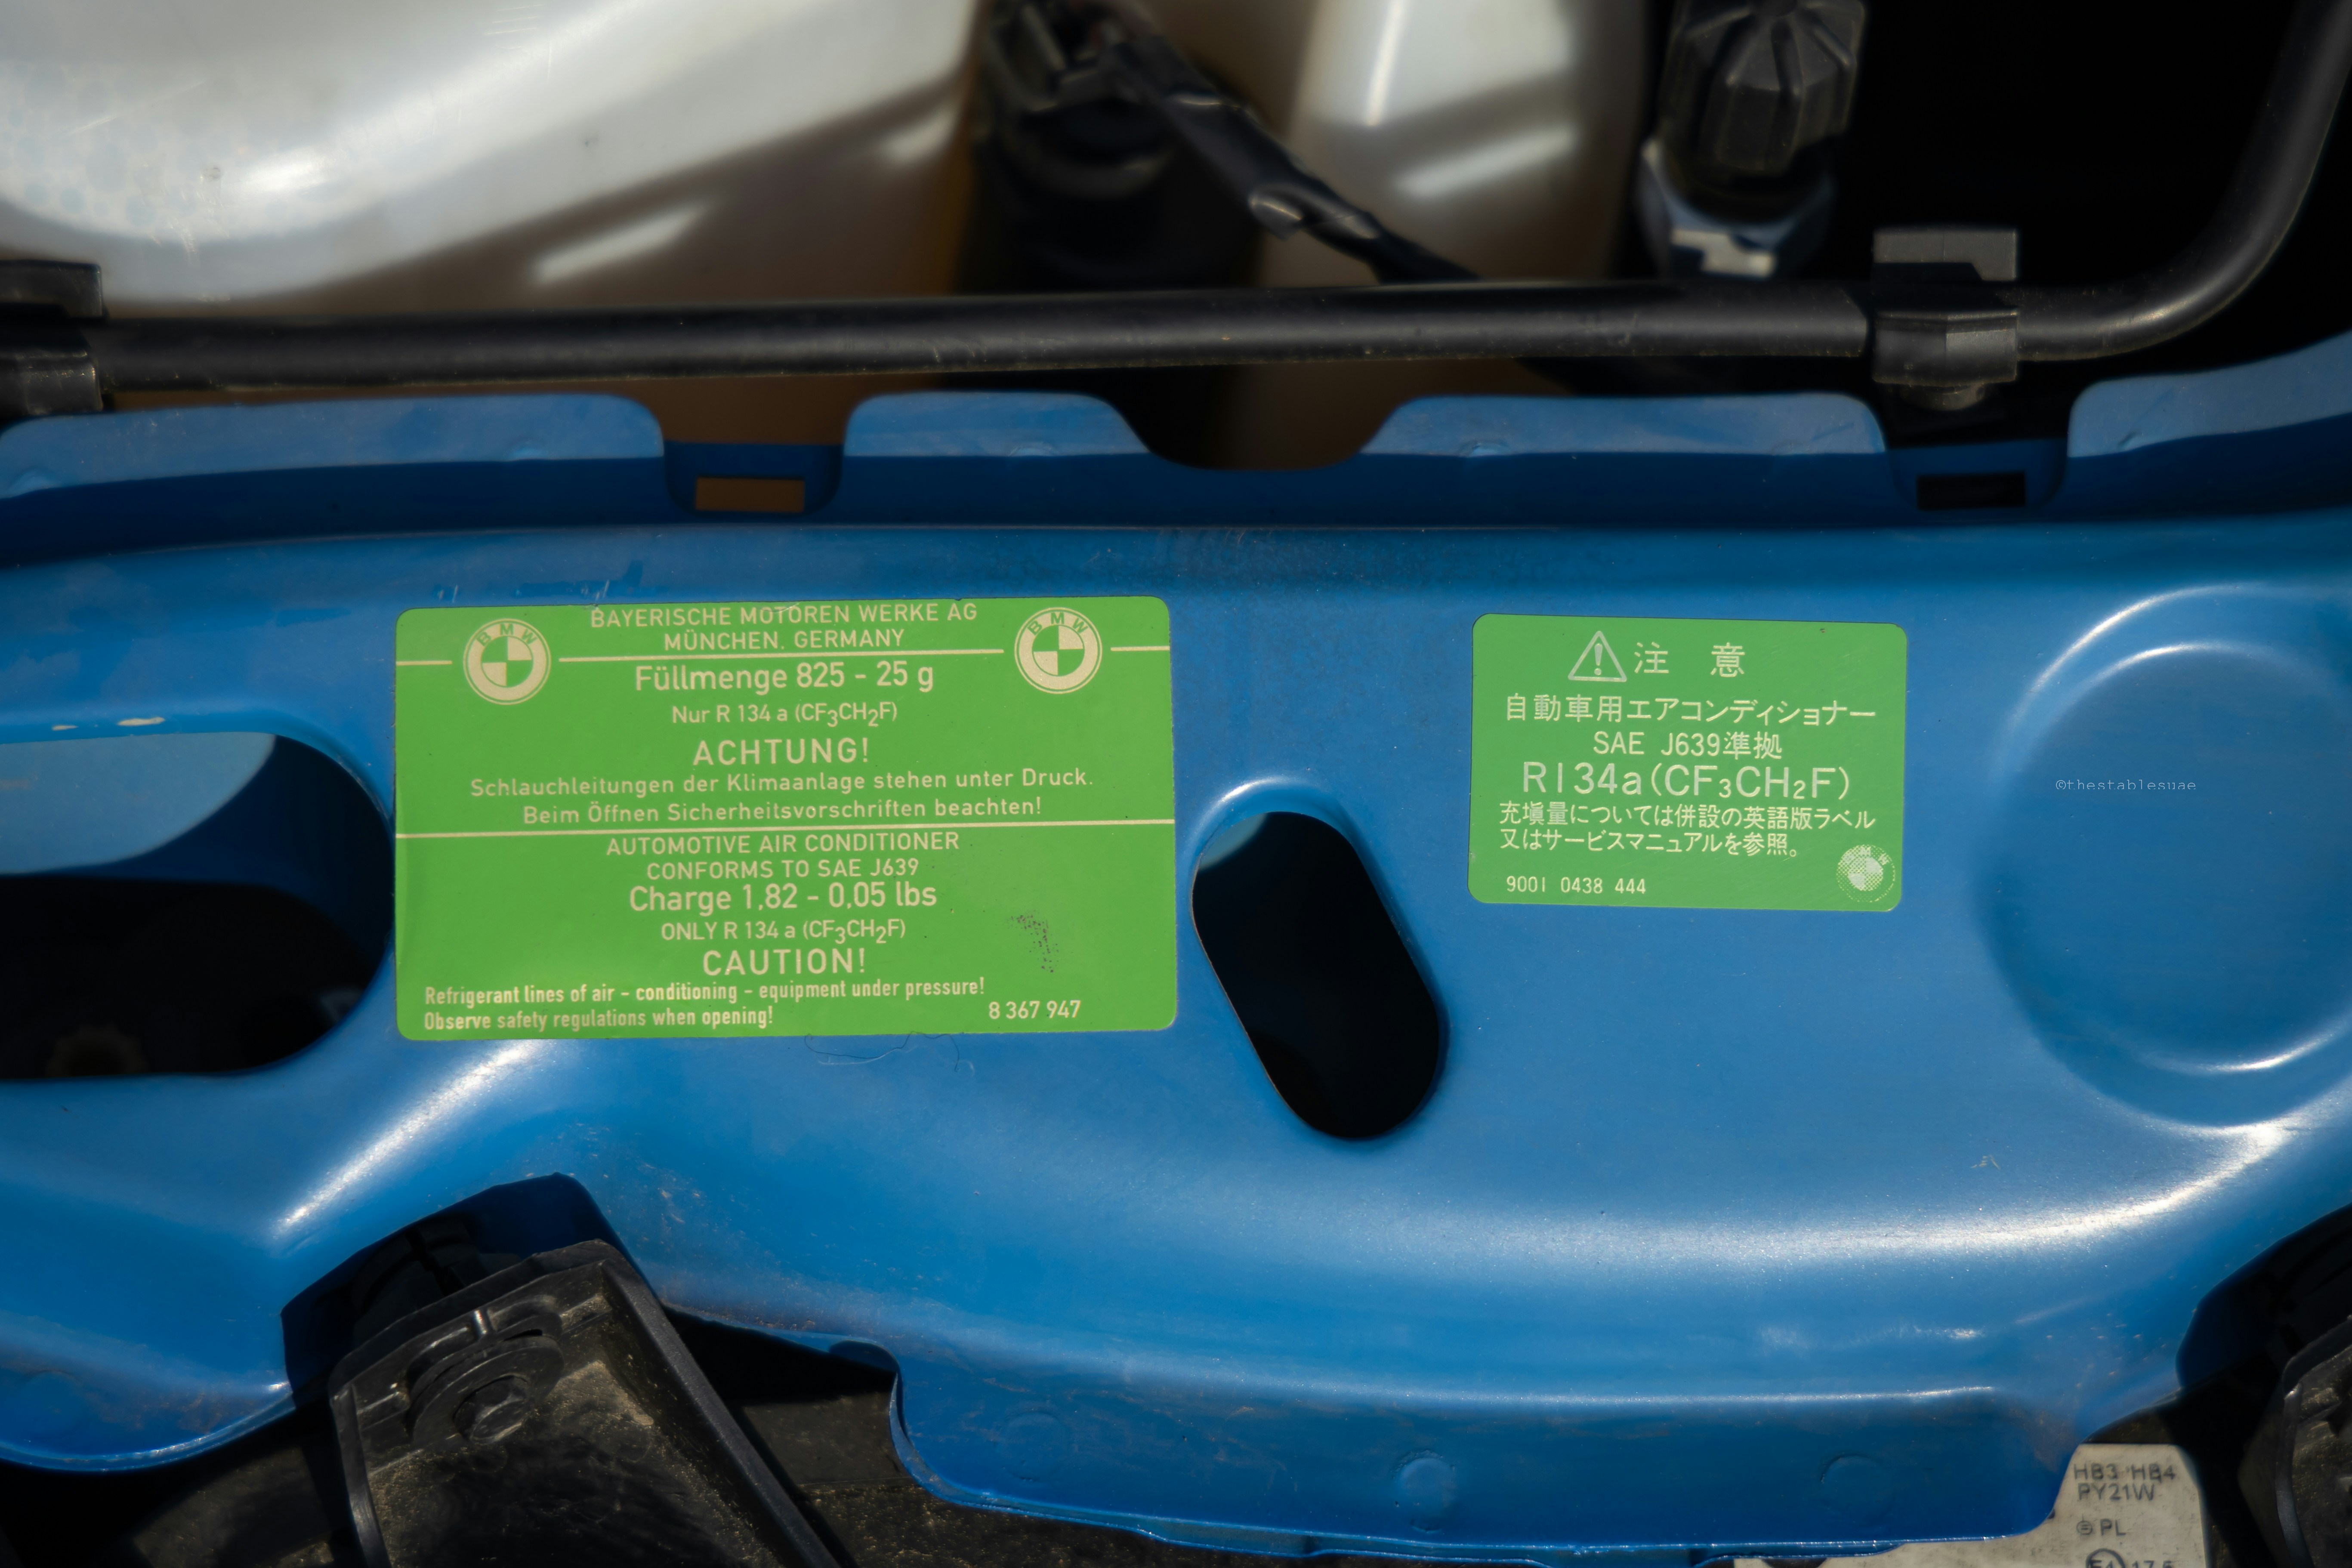 BAYERISCHE MOTOREN WERKE AG
MÜNCHEN. GERMANY
BMW
BMW
Füllmenge 825 - 25 g
Nur R 134 a (CF₃CH₂F)
ACHTUNG!
Schlauchleitungen der Klimaanlage stehen unter Druck.
Beim Öffnen Sicherheitsvorschriften beachten!
AUTOMOTIVE AIR CONDITIONER
CONFORMS TO SAE J639
Charge 1,82 - 0,05 lbs
ONLY R 134 a (CF₃CH₂F)
CAUTION!
Refrigerant lines of air - conditioning - equipment under pressure!
Observe safety regulations when opening!
8 367 947
注 意
自動車用エアコンディショナー
SAE J639準拠
R134a(CF₃CH₂F)
充塡量については併設の英語版ラベル
又はサービスマニュアルを参照。
9001 0438 444
BMW
©thestablesuae
HB3 HB4
PY21W
PL